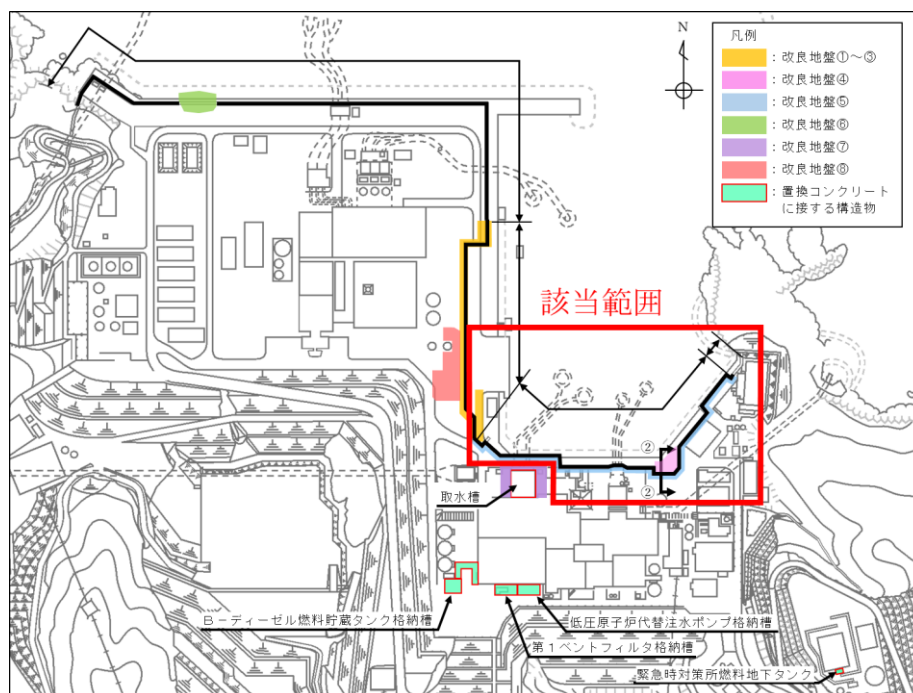 N
凡例
:改良地盤①~③
:改良地盤④
:改良地盤⑤
:改良地盤⑥
:改良地盤⑦
:改良地盤⑧
:置換コンクリート
に接する構造物
該当範囲
②
②
取水槽
B-ディーゼル燃料貯蔵タンク格納槽
低圧原子炉代替注水ポンプ格納槽
第1ベントフィルタ格納槽
緊急時対策所燃料地下タンク